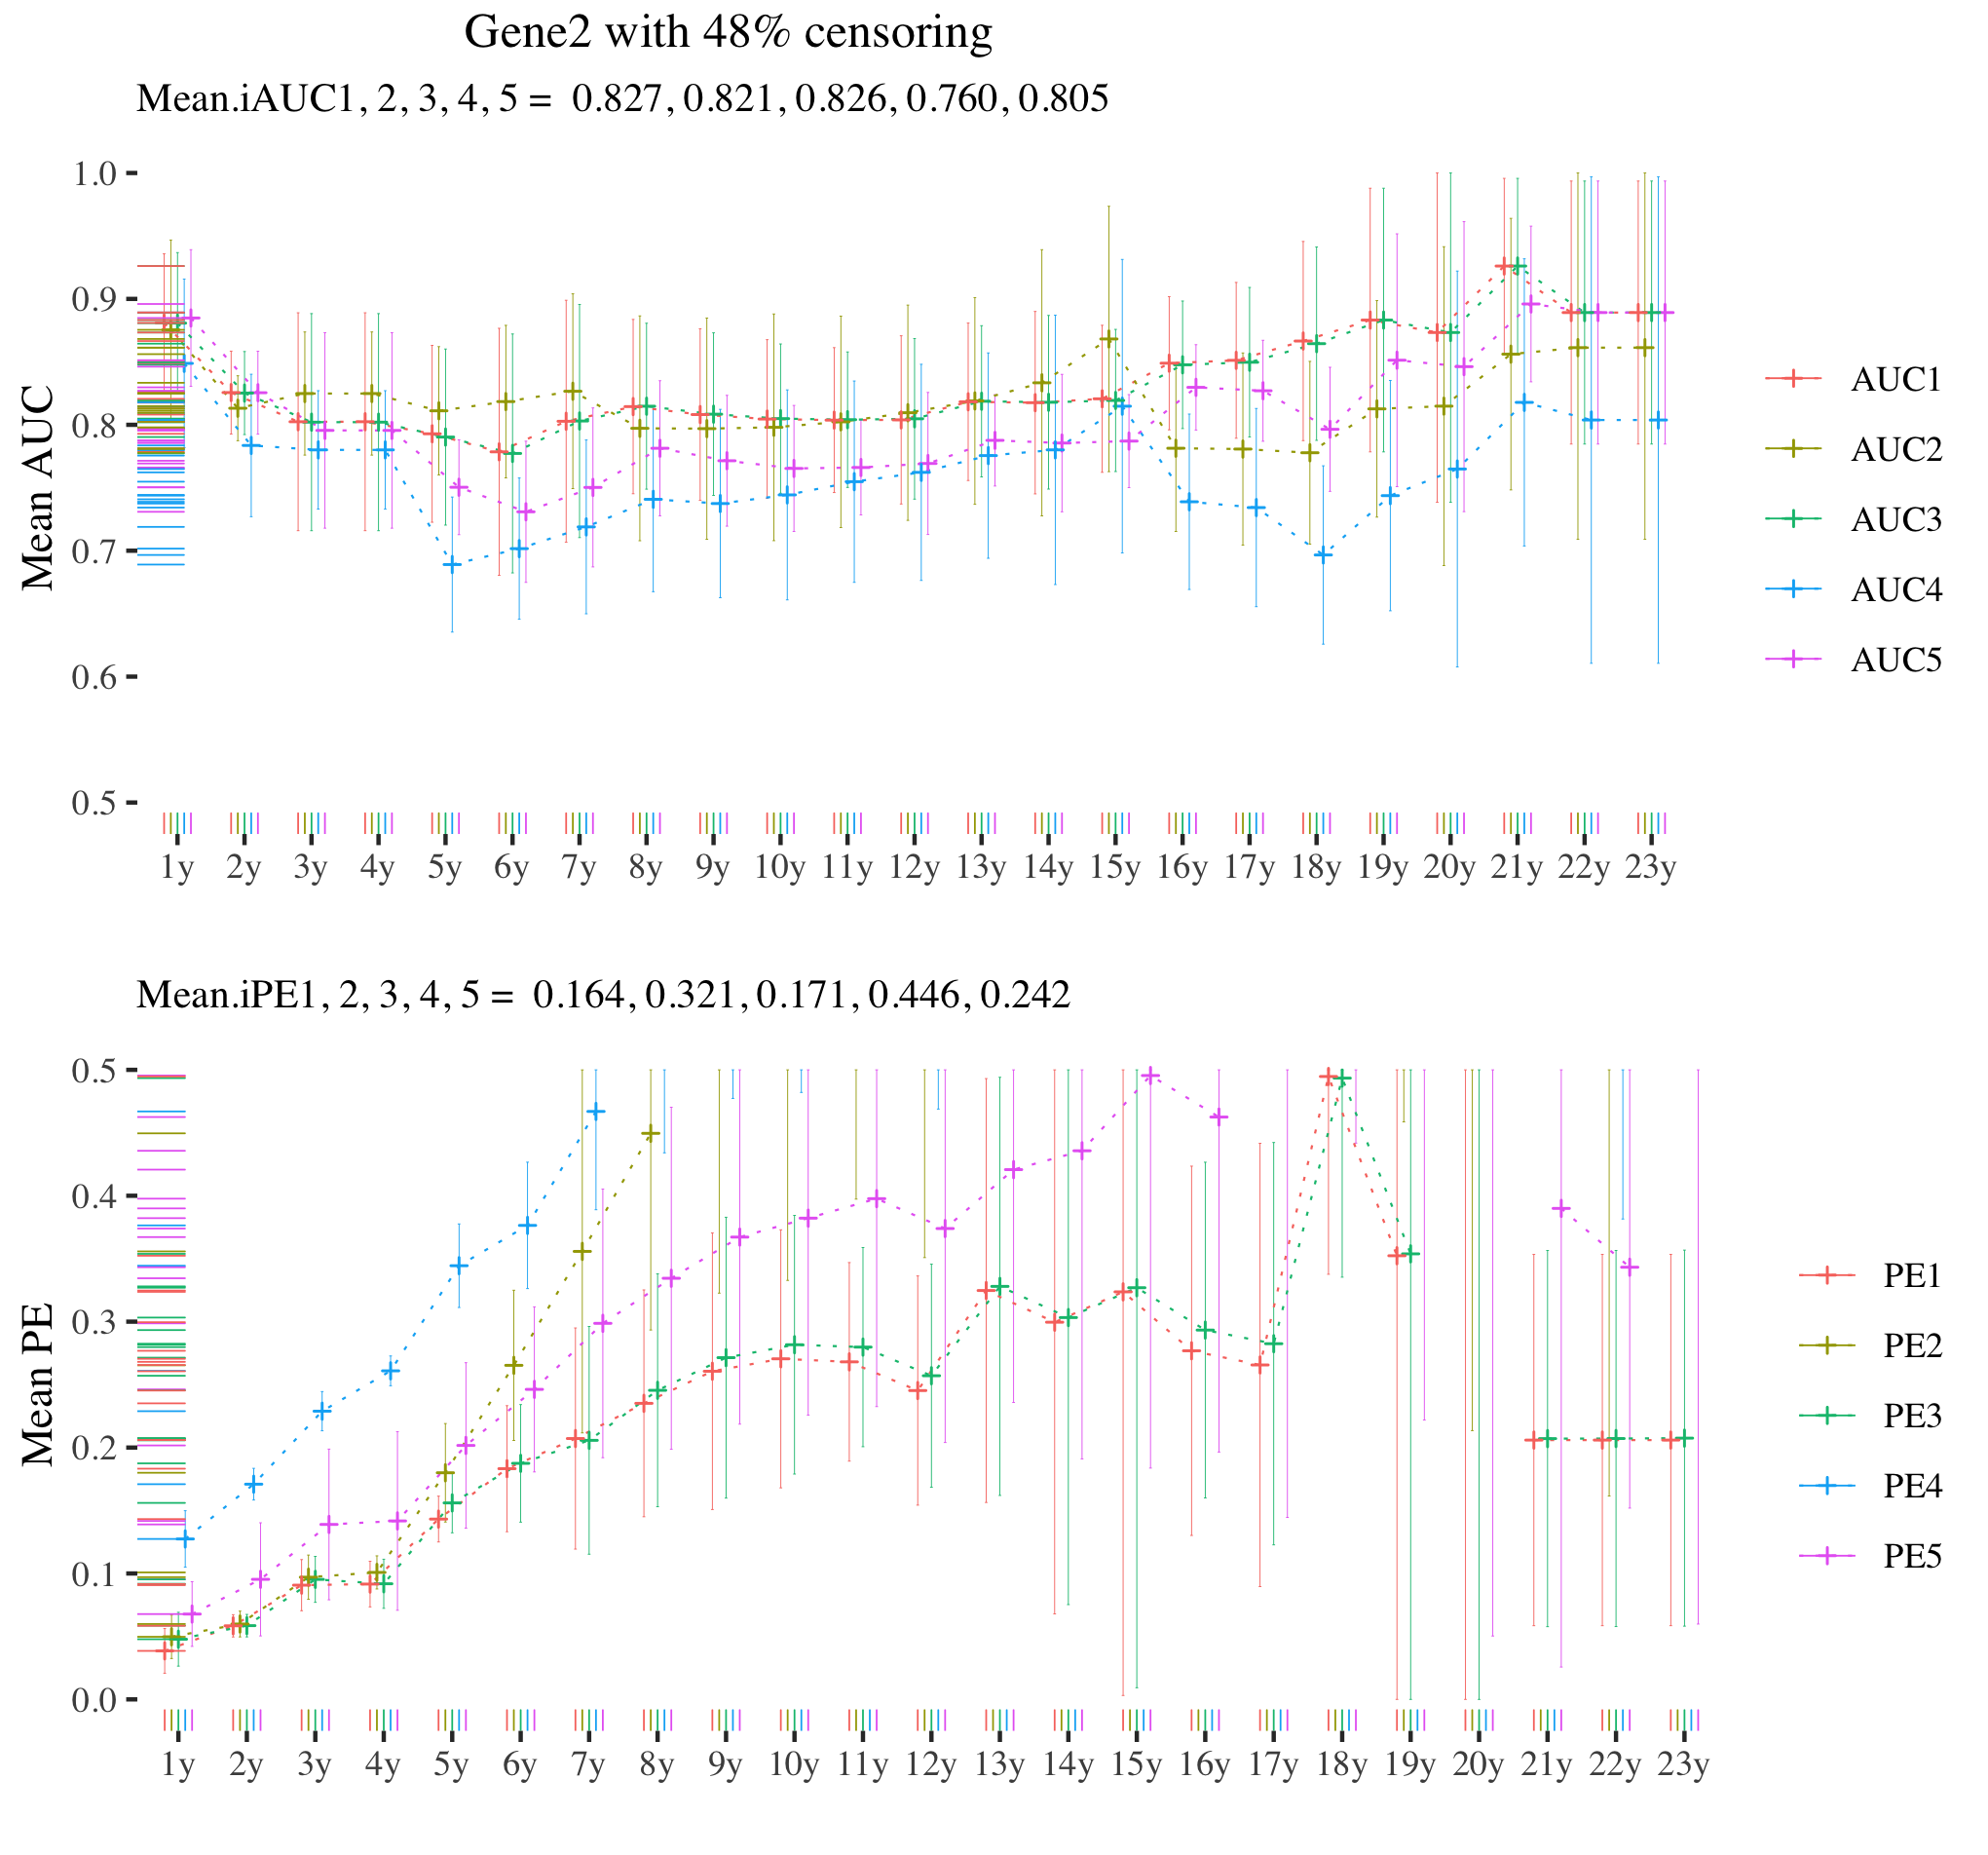 Gene2 with 48% censoring
Mean.iAUC1, 2, 3, 4, 5 = 0.827, 0.821, 0.826, 0.760, 0.805
Mean AUC
1.0
0.9
0.8
0.7
0.6
0.5
1y 2y 3y 4y 5y 6y 7y 8y 9y 10y 11y 12y 13y 14y 15y 16y 17y 18y 19y 20y 21y 22y 23y
AUC1
AUC2
AUC3
AUC4
AUC5
Mean.iPE1, 2, 3, 4, 5 = 0.164, 0.321, 0.171, 0.446, 0.242
Mean PE
0.5
0.4
0.3
0.2
0.1
0.0
1y 2y 3y 4y 5y 6y 7y 8y 9y 10y 11y 12y 13y 14y 15y 16y 17y 18y 19y 20y 21y 22y 23y
PE1
PE2
PE3
PE4
PE5